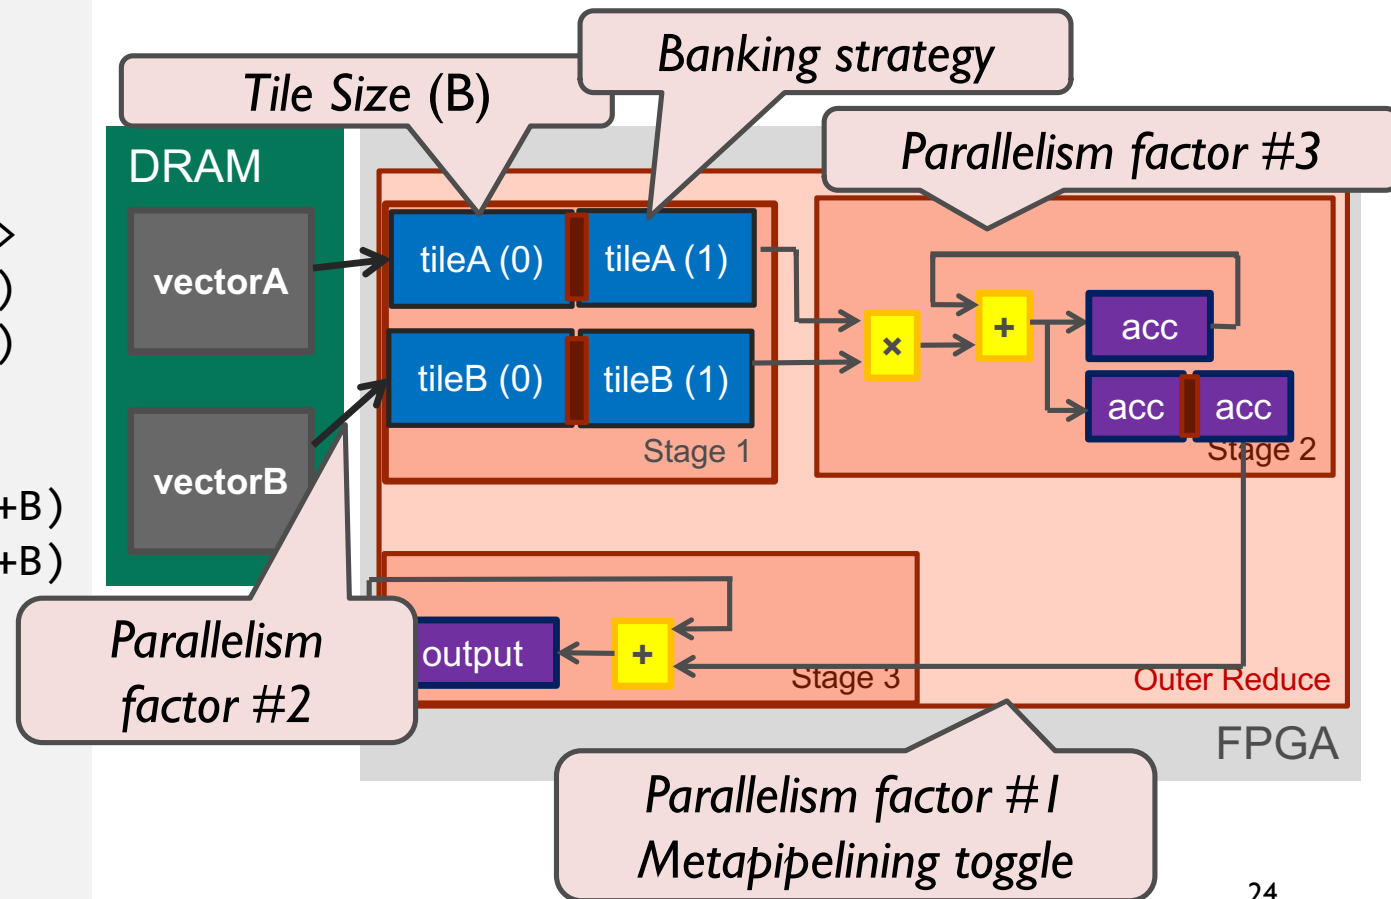 Banking strategy
Tile Size (B)
Parallelism factor #3
DRAM
>
)
)
vectorA
tileA (0)
tileA (1)
×
+
acc
tileB (0)
tileB (1)
acc
acc
Stage 1
Stage 2
vectorB
+B)
+B)
Parallelism
factor #2
output
+
Stage 3
Outer Reduce
FPGA
Parallelism factor #1
Metapipelining toggle
24